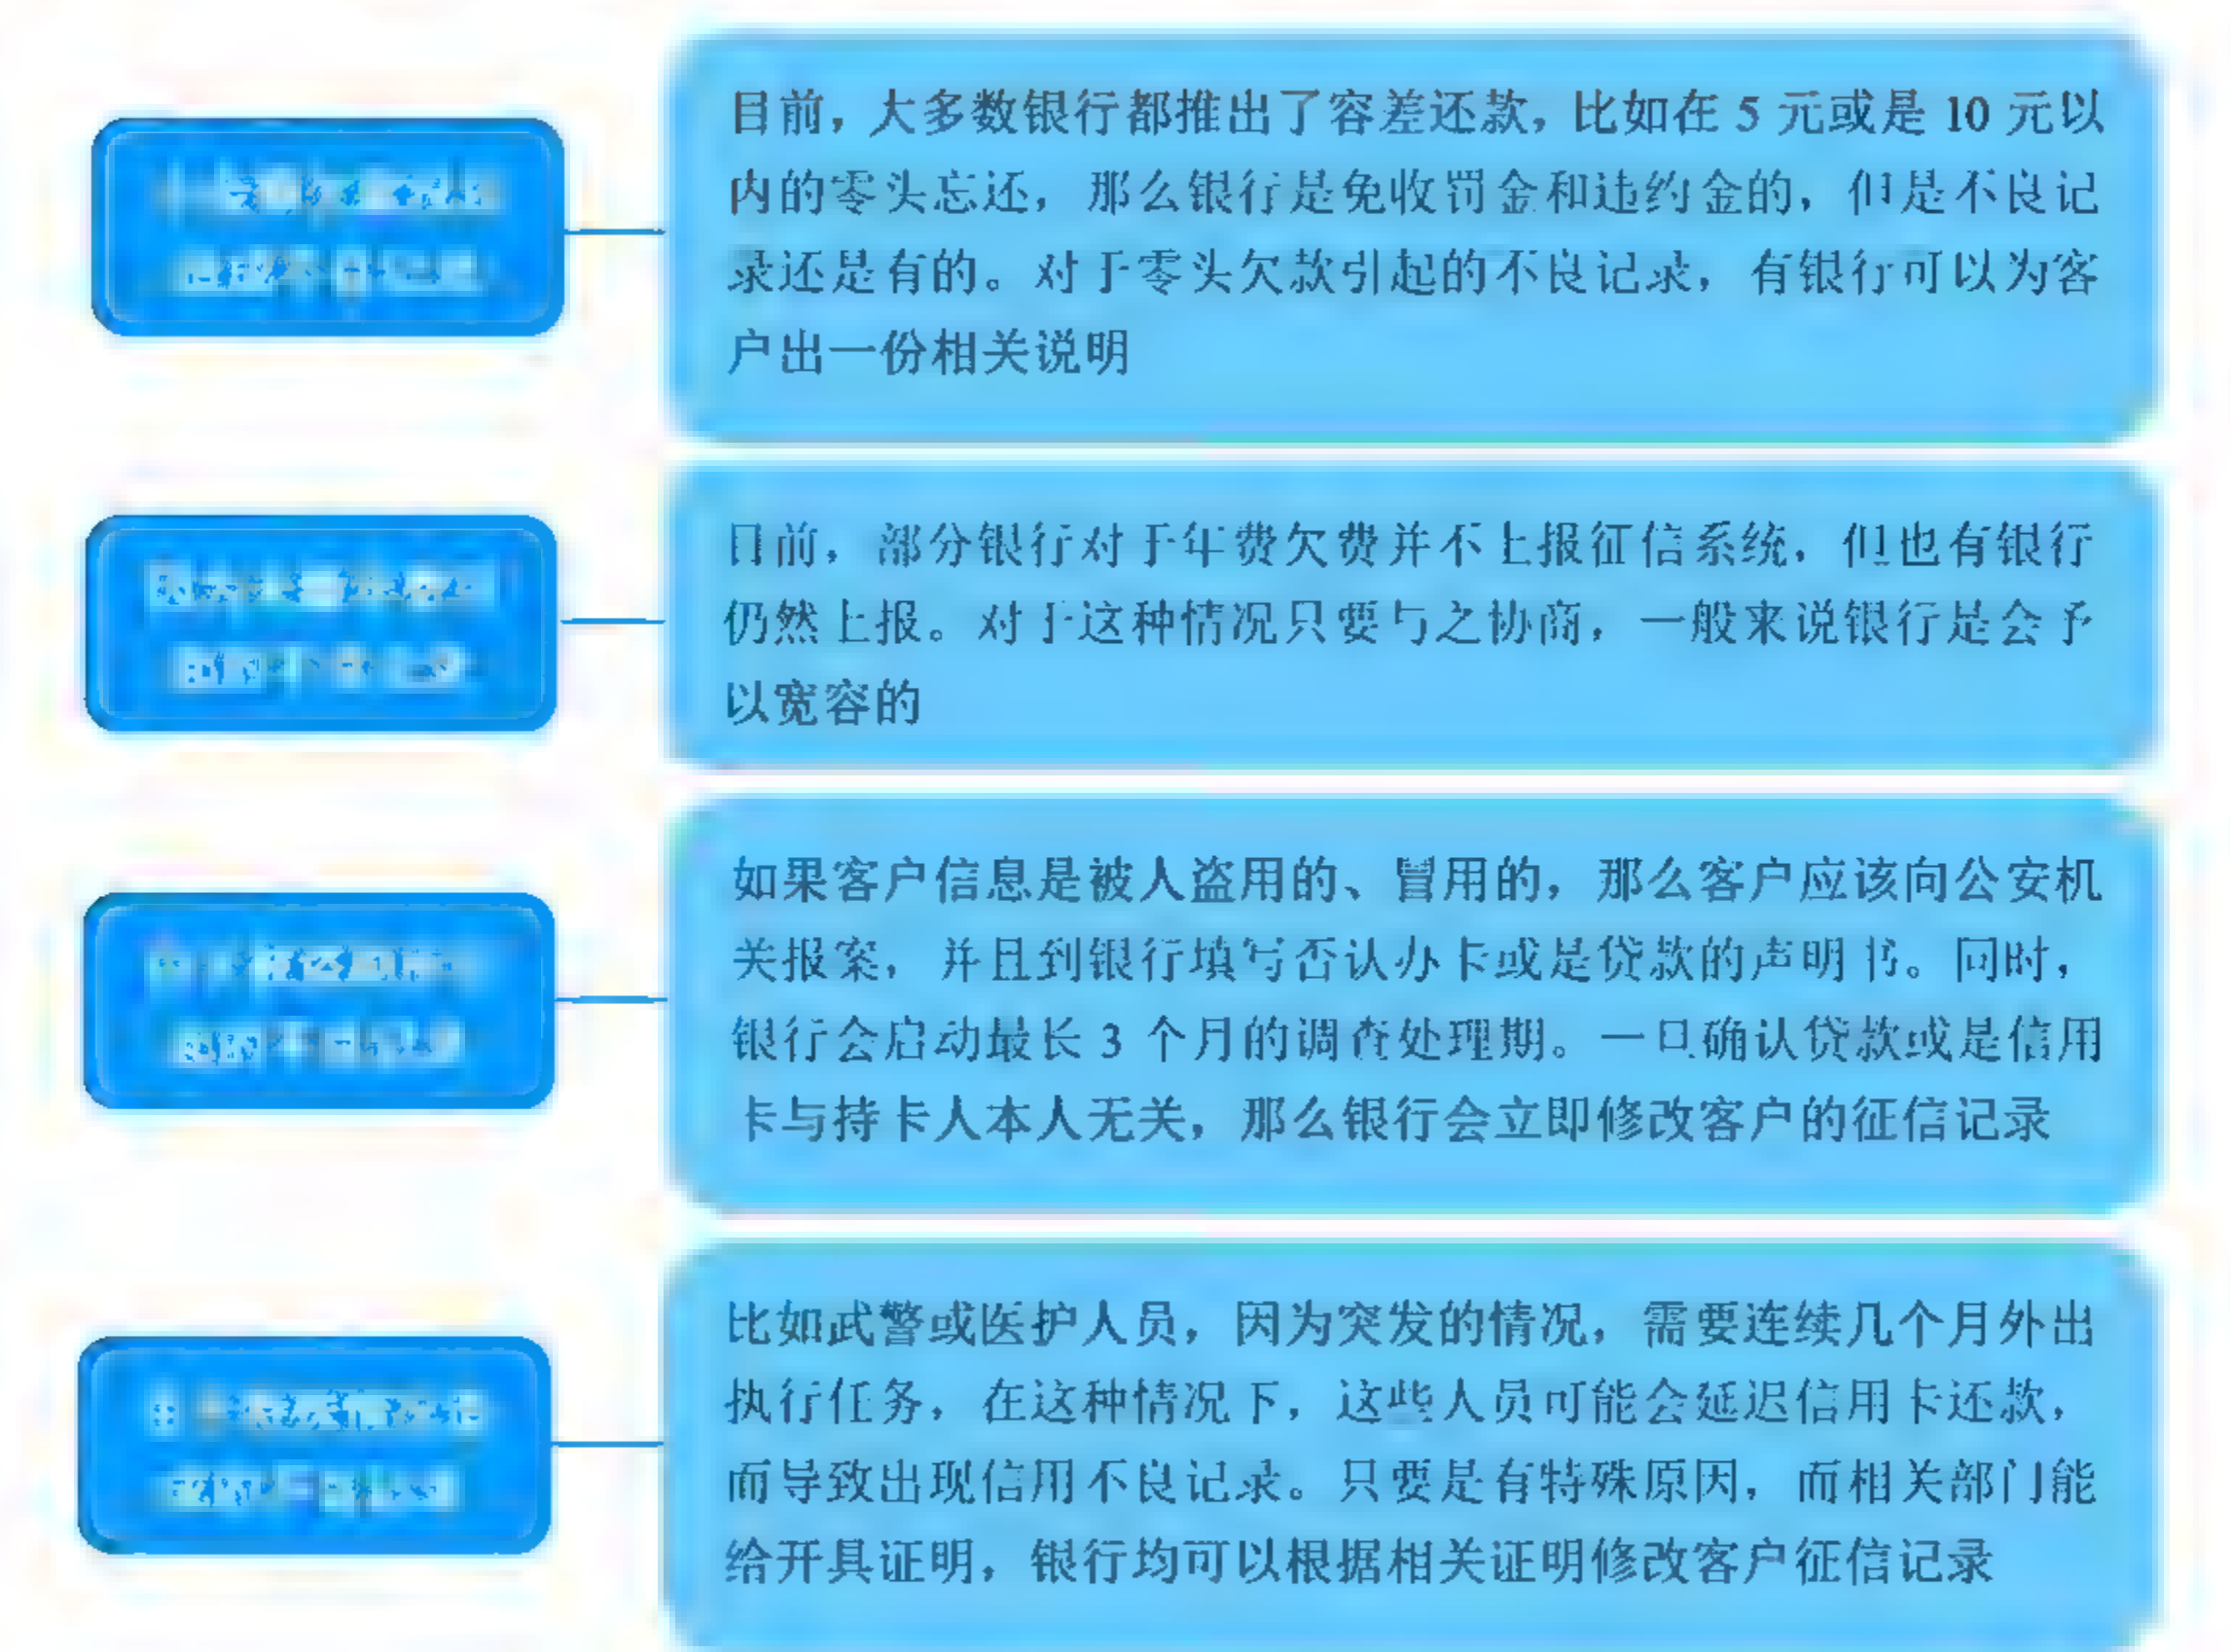 目前，大多数银行都推出了容差还款，比如在 5 元或是 10 元以
内的零头忘还，那么银行是免收罚金和违约金的，但是不良记
录还是有的。对于零头欠款引起的不良记录，有银行可以为客
户出一份相关说明
目前，部分银行对于年费欠费并不上报征信系统，但也有银行
仍然上报。对于这种情况只要与之协商，一般来说银行是会予
以宽容的
如果客户信息是被人盗用的、冒用的，那么客户应该向公安机
关报案，并且到银行填写否认办卡或是贷款的声明书。同时，
银行会启动最长 3 个月的调查处理期。一旦确认贷款或是信用
卡与持卡人本人无关，那么银行会立即修改客户的征信记录
比如武警或医护人员，因为突发的情况，需要连续几个月外出
执行任务，在这种情况下，这些人员可能会延迟信用卡还款，
而导致出现信用不良记录。只要是有特殊原因，而相关部门能
给开具证明，银行均可以根据相关证明修改客户征信记录